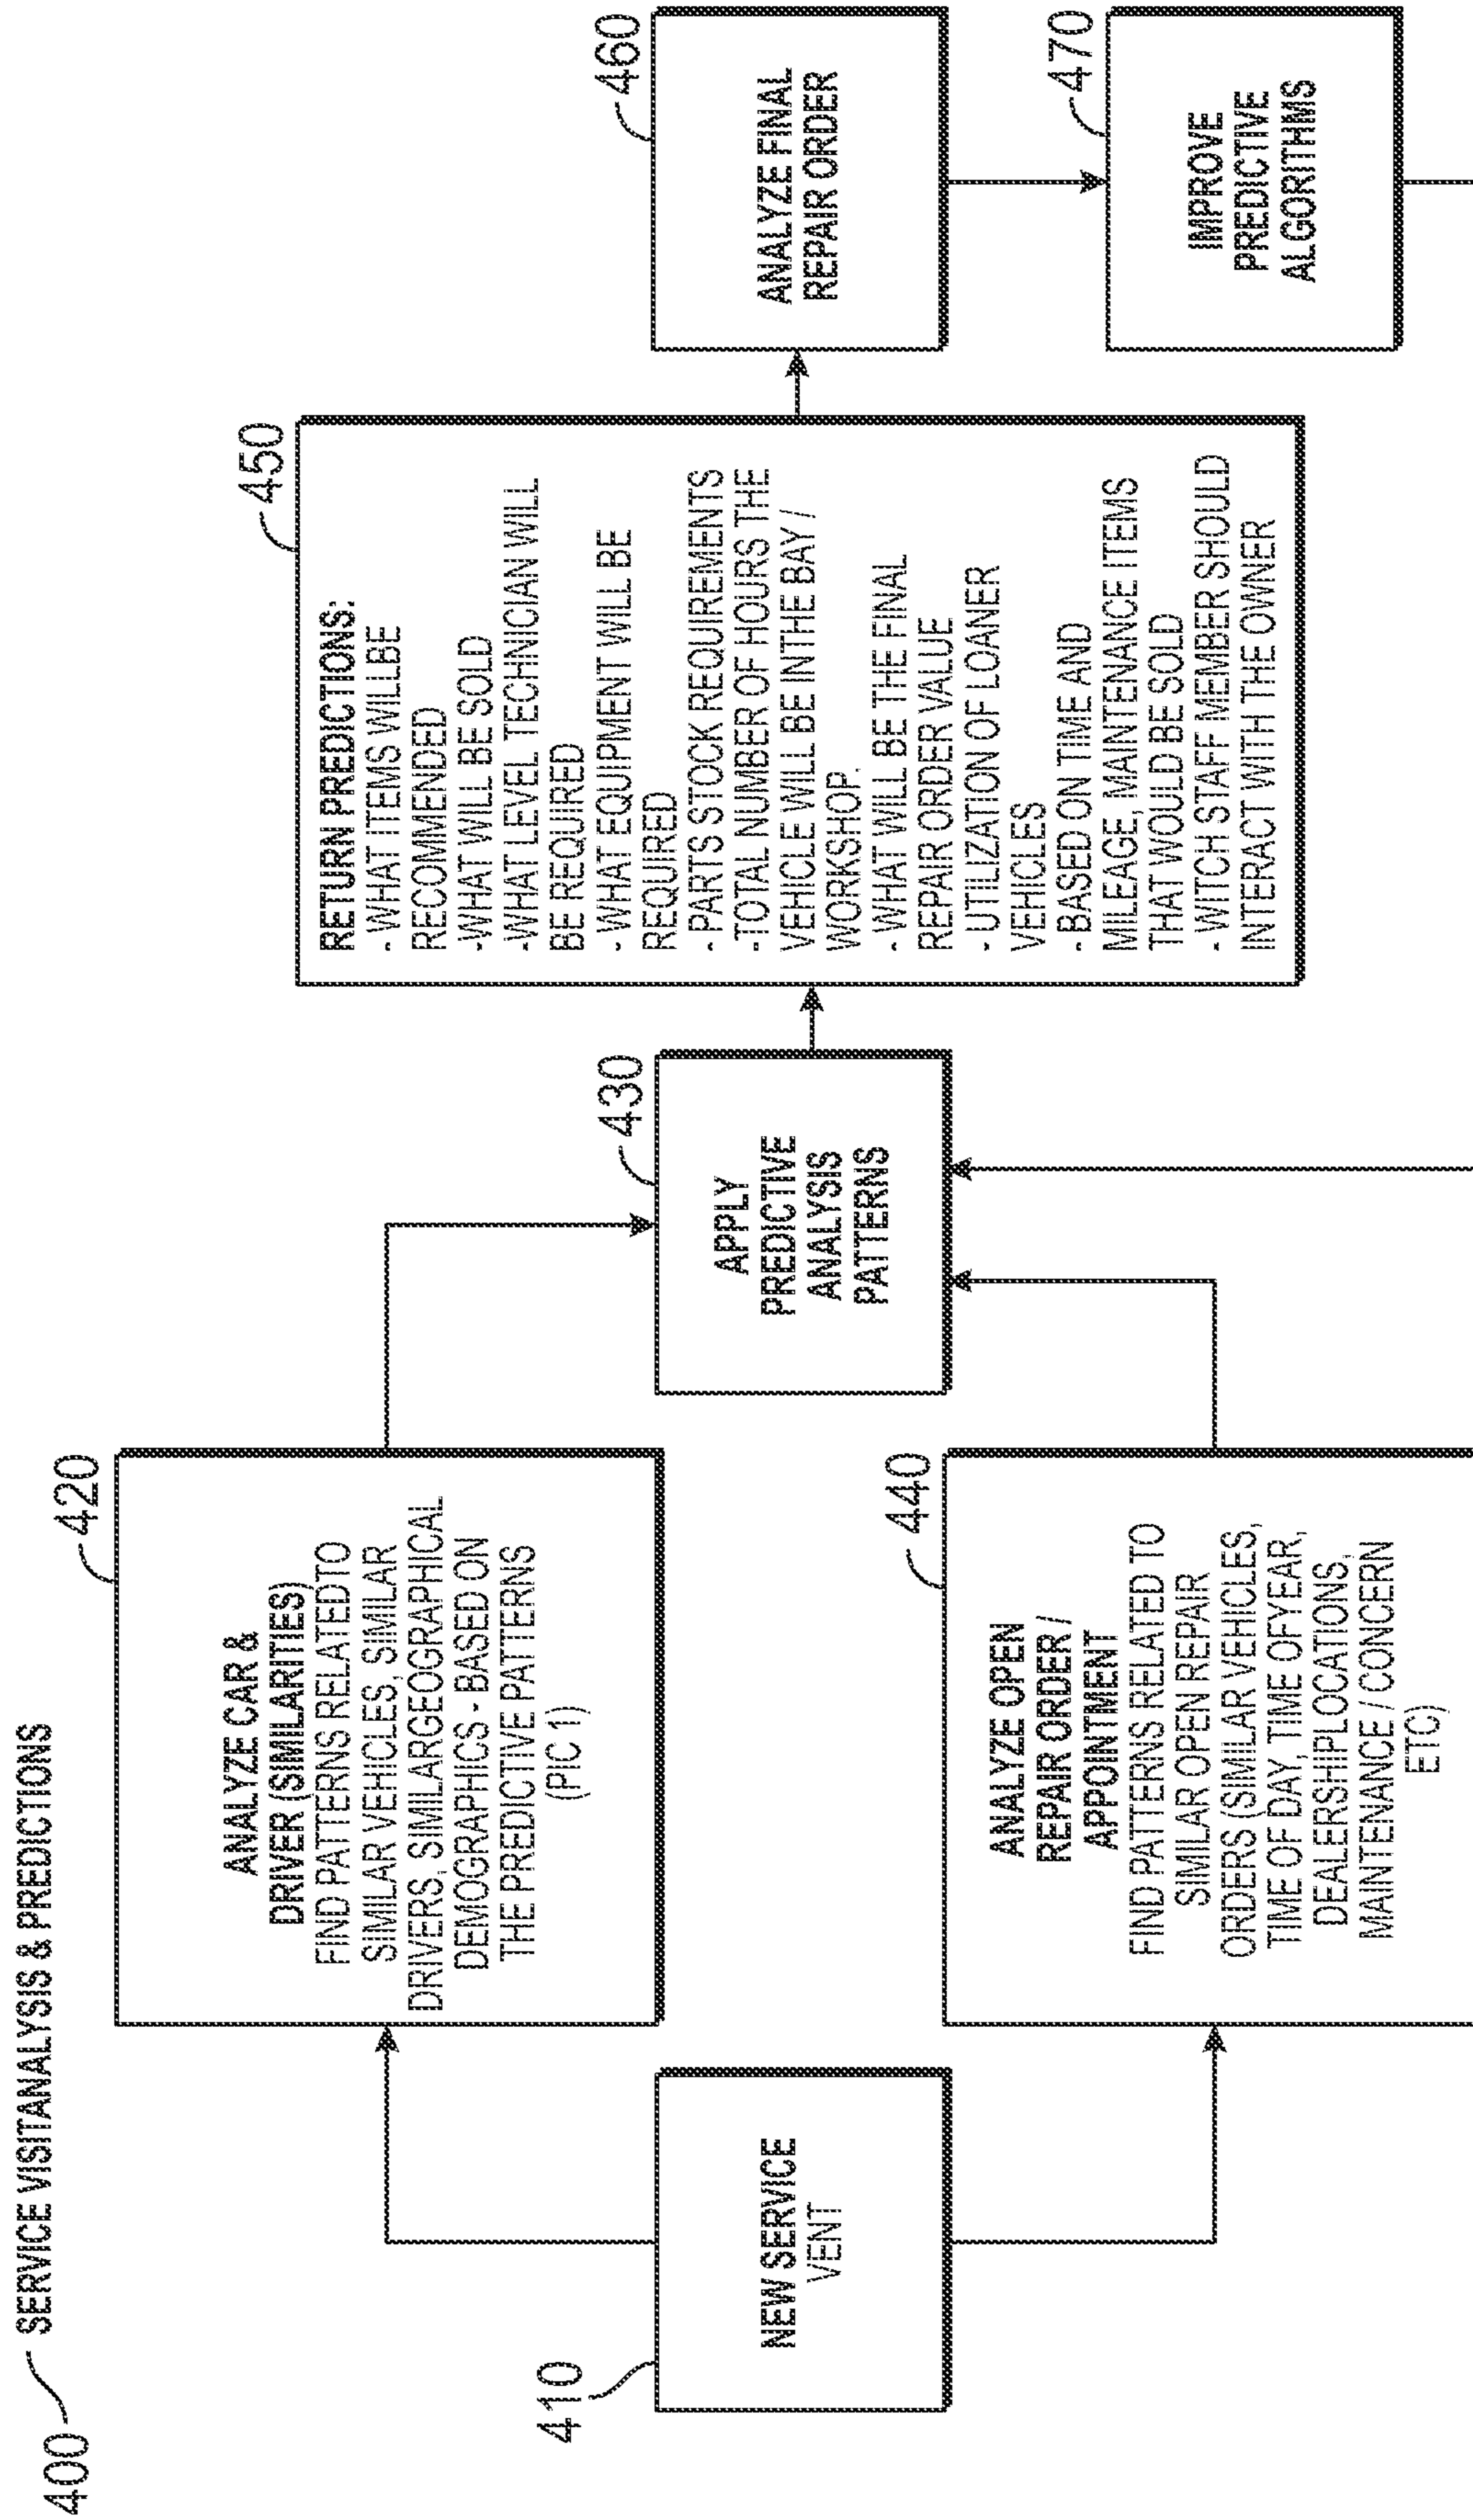 400
SERVICE VISITANALYSIS & PREDICTIONS
410
NEW SERVICE
VENT
420
ANALYZE CAR &
DRIVER (SIMILARITIES)
FIND PATTERNS RELATEDTO
SIMILAR VEHICLES, SIMILAR
DRIVERS, SIMILARGEOGRAPHICAL
DEMOGRAPHICS - BASED ON
THE PREDICTIVE PATTERNS
(PIC 1)
440
ANALYZE OPEN
REPAIR ORDER /
APPOINTMENT
FIND PATTERNS RELATED TO
SIMILAR OPEN REPAIR
ORDERS (SIMILAR VEHICLES,
TIME OF DAY, TIME OFYEAR,
DEALERSHIPLOCATIONS,
MAINTENANCE / CONCERN
ETC)
430
APPLY
PREDICTIVE
ANALYSIS
PATTERNS
450
RETURN PREDICTIONS:
- WHAT ITEMS WILLBE
RECOMMENDED
-WHAT WILL BE SOLD
-WHAT LEVEL TECHNICIAN WILL
BE REQUIRED
- WHAT EQUIPMENT WILL BE
REQUIRED
- PARTS STOCK REQUIREMENTS
- TOTAL NUMBER OF HOURS THE
VEHICLE WILL BE INTHE BAY /
WORKSHOP.
- WHAT WILL BE THE FINAL
REPAIR ORDER VALUE
- UTILIZATION OF LOANER
VEHICLES
- BASED ON TIME AND
MILEAGE, MAINTENANCE ITEMS
THAT WOULD BE SOLD
- WITCH STAFF MEMBER SHOULD
INTERACT WITH THE OWNER
460
ANALYZE FINAL
REPAIR ORDER
470
IMPROVE
PREDICTIVE
ALGORITHMS